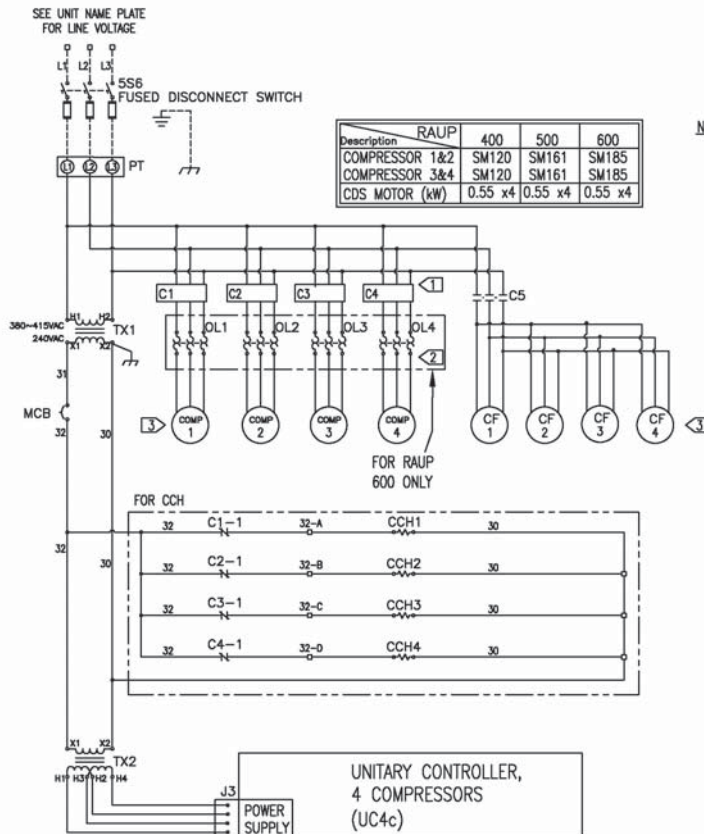 SEE UNIT NAME PLATE
FOR LINE VOLTAGE
L1 L2 L3
5S6
FUSED DISCONNECT SWITCH
L1 L2 L3 PT
Description RAUP 400 500 600
COMPRESSOR 1&2 SM120 SM161 SM185
COMPRESSOR 3&4 SM120 SM161 SM185
CDS MOTOR (kW) 0.55 x4 0.55 x4 0.55 x4
N
C1 C2 C3 C4 1 C5
H1 H2
380~415VAC TX1
240VAC
X1 X2
OL1 OL2 OL3 OL4
2
31
MCB
32 30
3 COMP 1 COMP 2 COMP 3 COMP 4
CF 1 CF 2 CF 3 CF 4 3
FOR RAUP
600 ONLY
FOR CCH
32 C1-1 32-A CCH1 30
32 30
32 C2-1 32-B CCH2 30
32 C3-1 32-C CCH3 30
32 C4-1 32-D CCH4 30
X1 X2
TX2
H1 H3 H2 H4
J3
POWER
SUPPLY
UNITARY CONTROLLER,
4 COMPRESSORS
(UC4c)